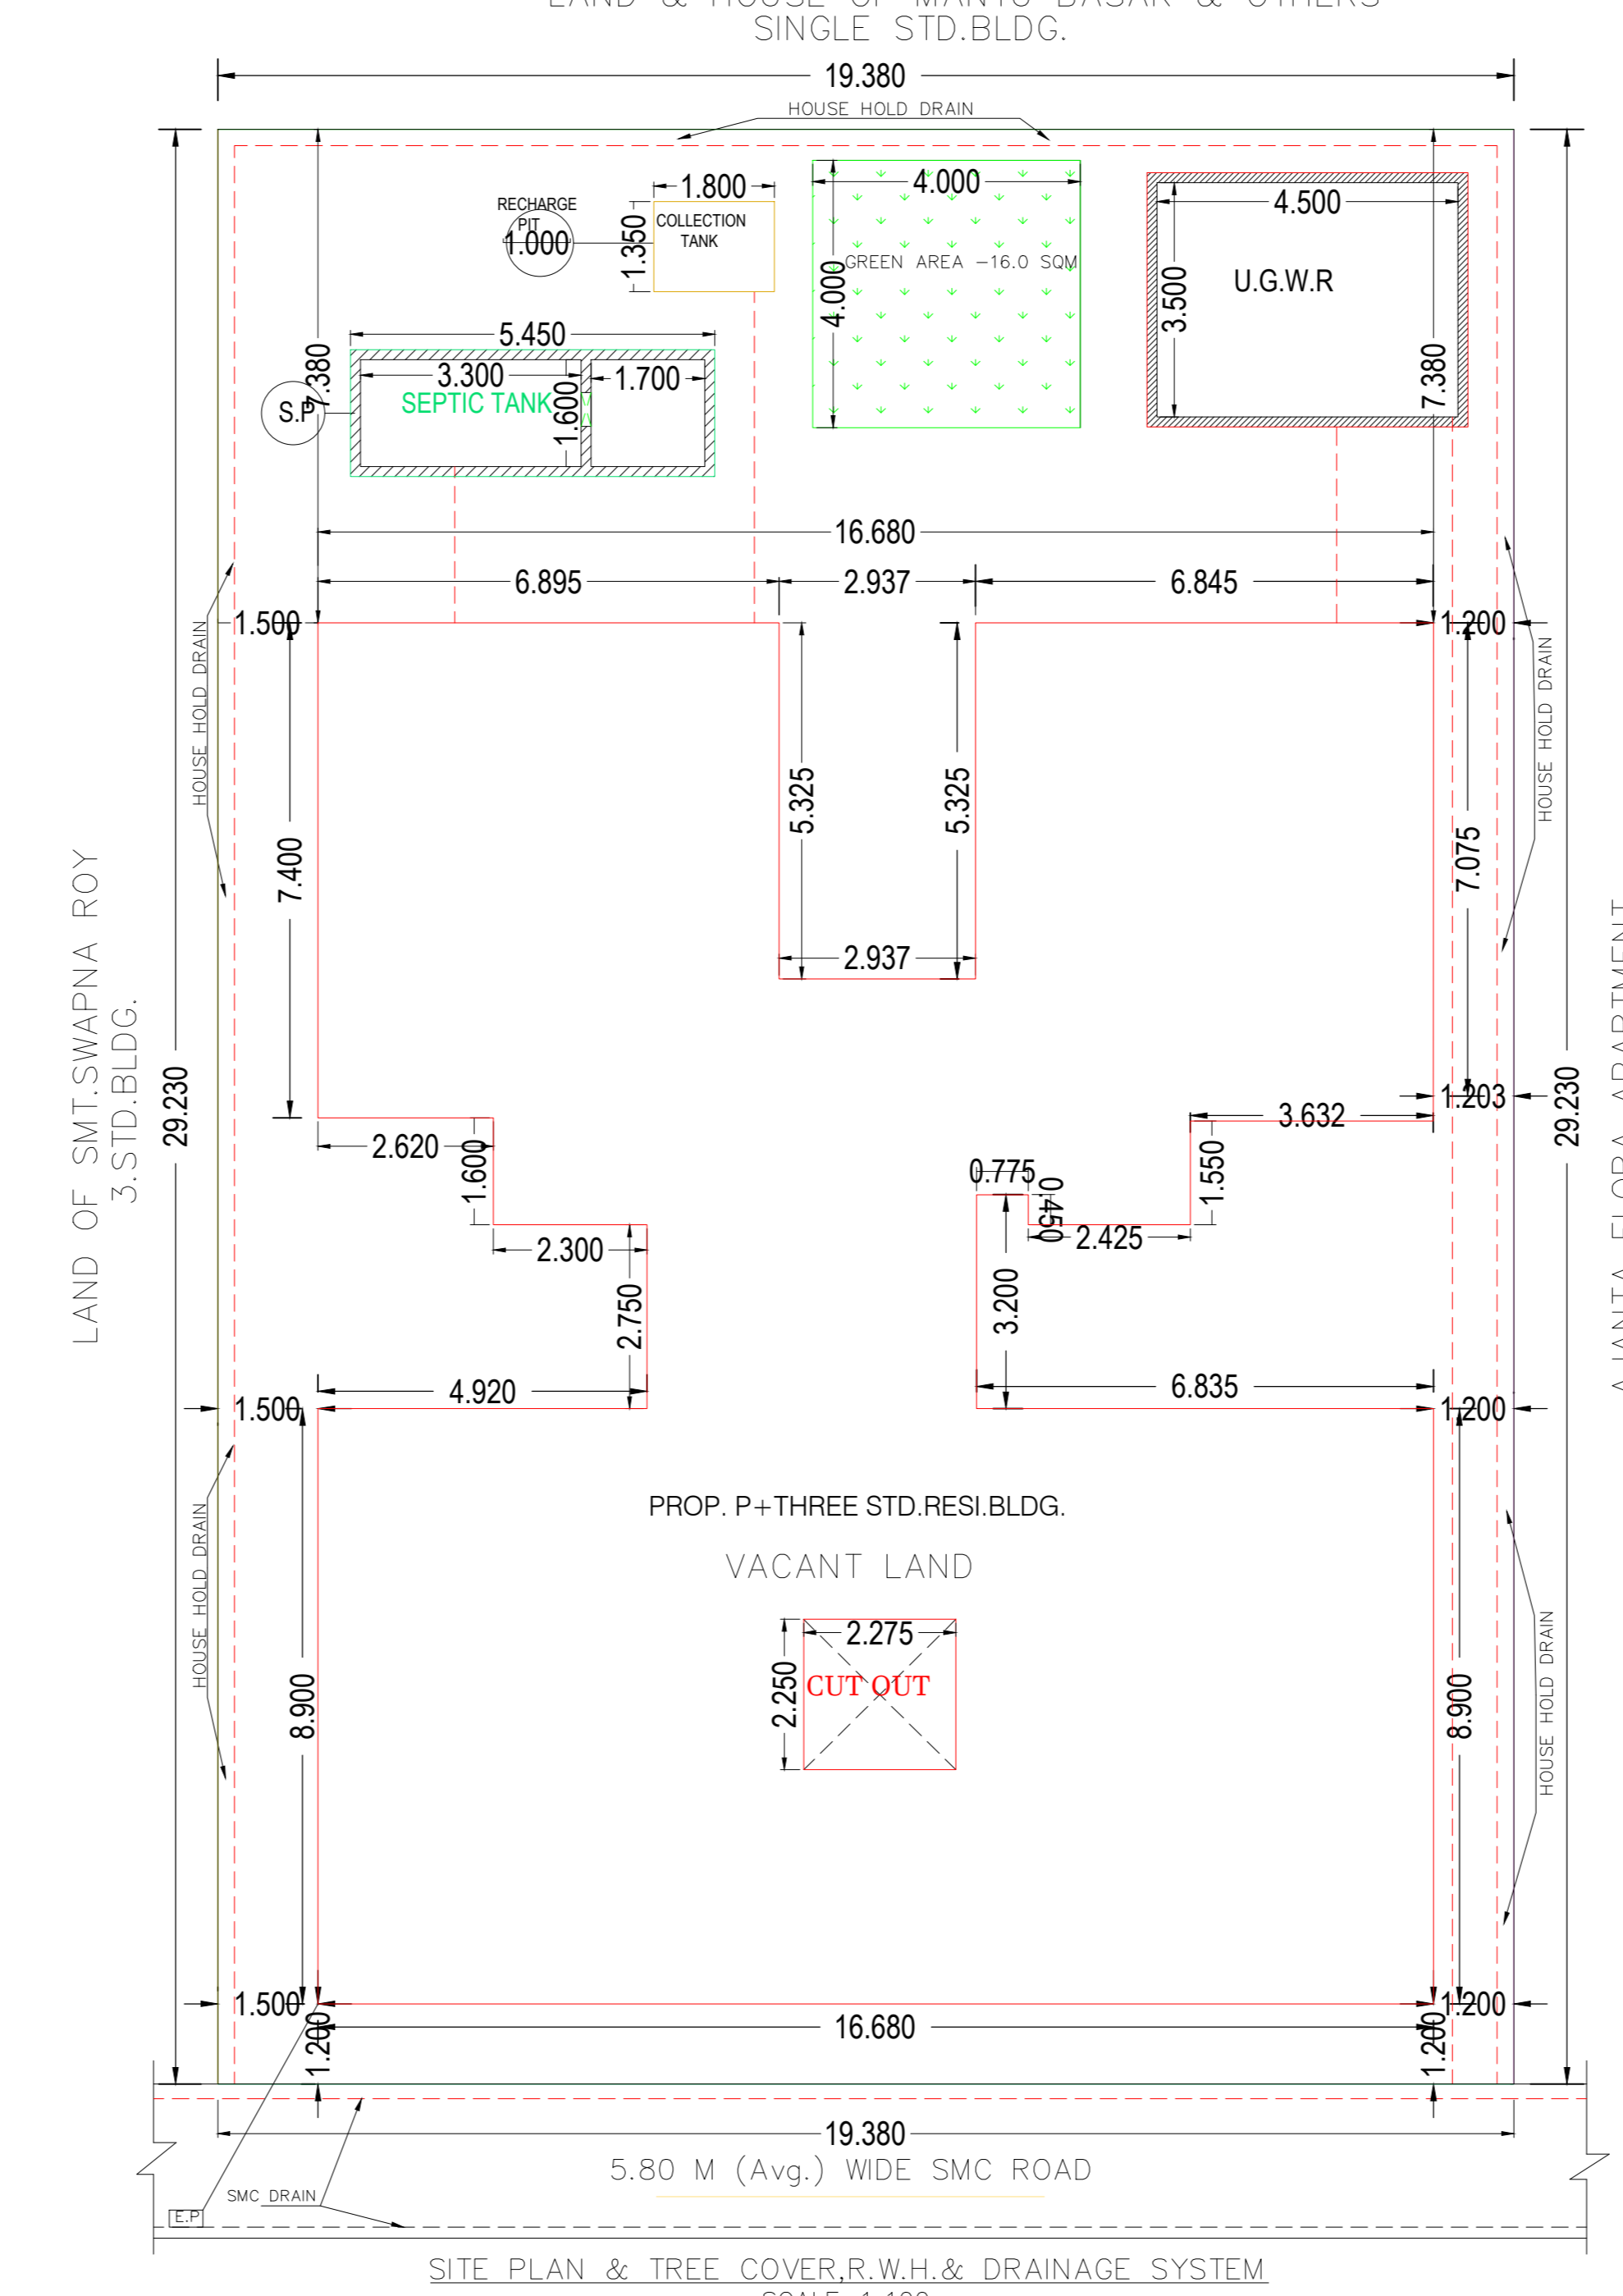 LAND & HOUSE OF MANTU BASAK & OTHERS
SINGLE STD.BLDG.
19.380
HOUSE HOLD DRAIN
RECHARGE
PIT
1.000
1.800
1.350
COLLECTION
TANK
4.000
4.000
GREEN AREA -16.0 SQM
4.500
3.500
U.G.W.R
5.450
3.300
1.700
1.600
SEPTIC TANK
S.P
7.380
7.380
16.680
6.895
2.937
6.845
1.500
1.200
HOUSE HOLD DRAIN
HOUSE HOLD DRAIN
5.325
5.325
7.400
7.075
2.937
LAND OF SMT.SWAPNA ROY
3.STD.BLDG.
29.230
29.230
1.203
2.620
1.600
3.632
1.550
0.775
0.450
2.425
2.300
2.750
3.200
4.920
6.835
1.500
1.200
PROP. P+THREE STD.RESI.BLDG.
VACANT LAND
2.275
2.250
CUT OUT
HOUSE HOLD DRAIN
HOUSE HOLD DRAIN
8.900
8.900
1.500
1.200
1.200
16.680
1.200
19.380
5.80 M (Avg.) WIDE SMC ROAD
SMC DRAIN
E.P
SITE PLAN & TREE COVER,R.W.H.& DRAINAGE SYSTEM